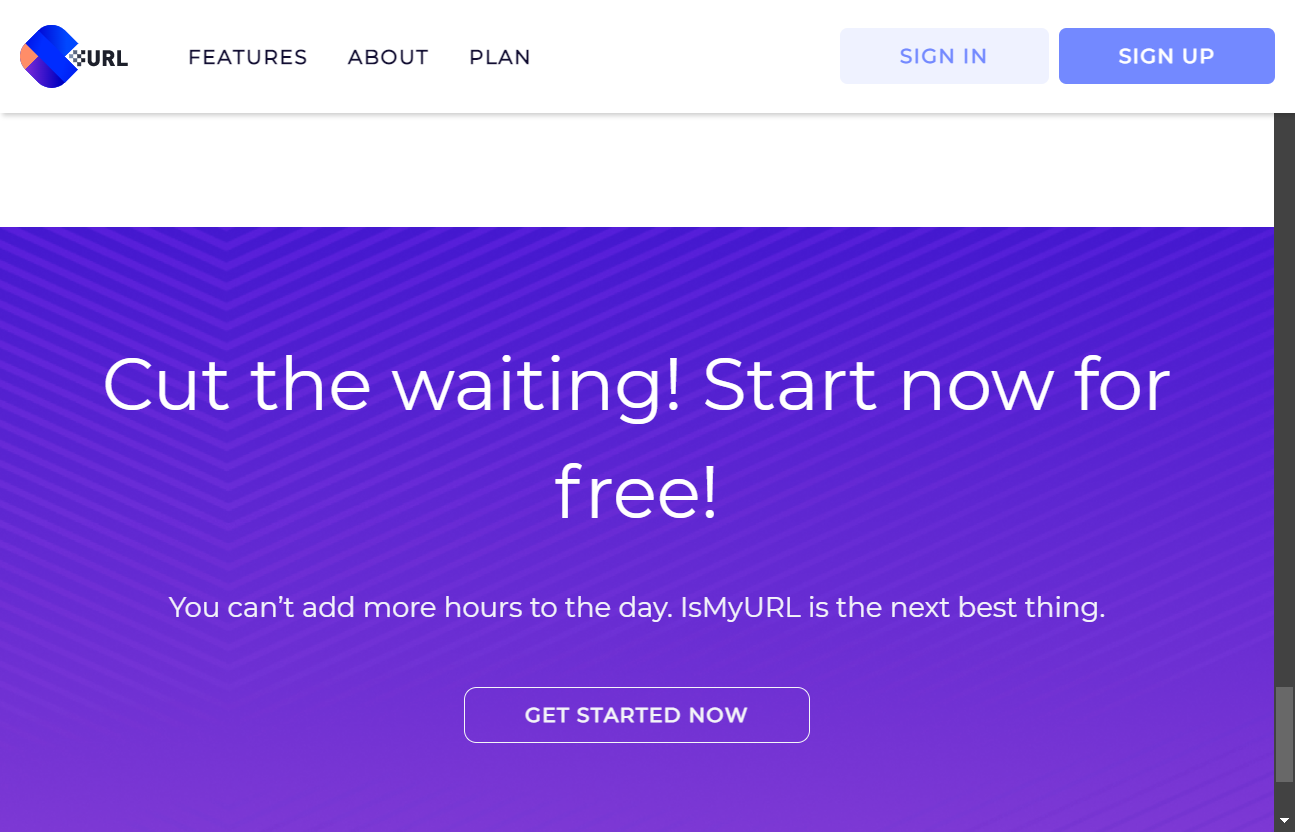 URL
FEATURES ABOUT PLAN SIGN IN SIGN UP
Cut the waiting! Start now for
free!
You can’t add more hours to the day. IsMyURL is the next best thing.
GET STARTED NOW